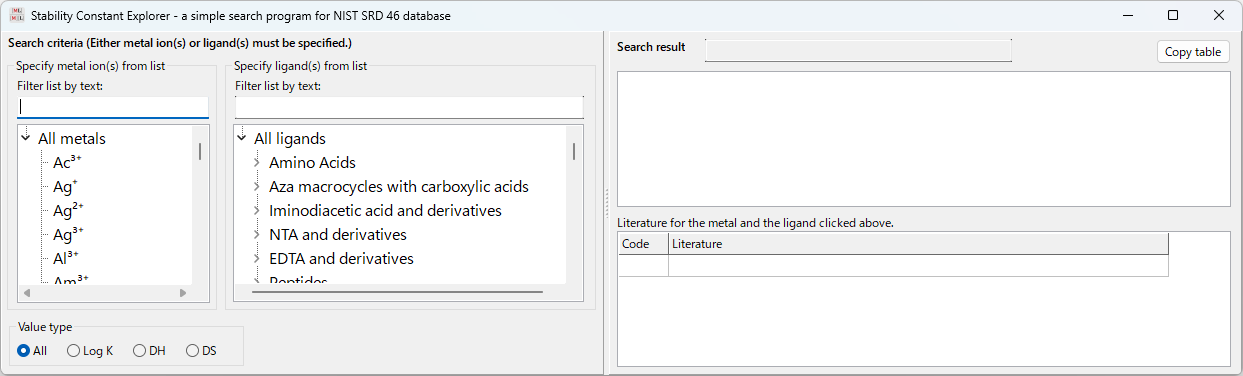 Stability Constant Explorer - a simple search program for NIST SRD 46 database
Search criteria (Either metal ion(s) or ligand(s) must be specified.)
Specify metal ion(s) from list
Filter list by text:
All metals
Ac³⁺
Ag⁺
Ag²⁺
Ag³⁺
Al³⁺
Am³⁺
Specify ligand(s) from list
Filter list by text:
All ligands
Amino Acids
Aza macrocycles with carboxylic acids
Iminodiacetic acid and derivatives
NTA and derivatives
EDTA and derivatives
Peptides
Value type
All Log K DH DS
Search result
Copy table
Literature for the metal and the ligand clicked above.
Code Literature